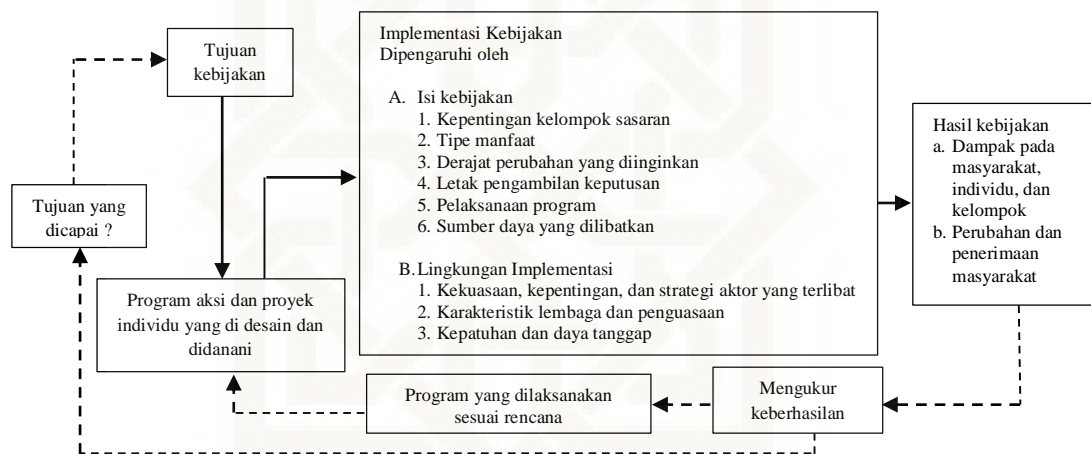 Tujuan
kebijakan
Implementasi Kebijakan
Dipengaruhi oleh
A. Isi kebijakan
1. Kepentingan kelompok sasaran
2. Tipe manfaat
3. Derajat perubahan yang diinginkan
4. Letak pengambilan keputusan
5. Pelaksanaan program
6. Sumber daya yang dilibatkan
B. Lingkungan Implementasi
1. Kekuasaan, kepentingan, dan strategi aktor yang terlibat
2. Karakteristik lembaga dan penguasaan
3. Kepatuhan dan daya tanggap
Hasil kebijakan
a. Dampak pada
masyarakat,
individu, dan
kelompok
b. Perubahan dan
penerimaan
masyarakat
Tujuan yang
dicapai ?
Program aksi dan proyek
individu yang di desain dan
didanani
Program yang dilaksanakan
sesuai rencana
Mengukur
keberhasilan